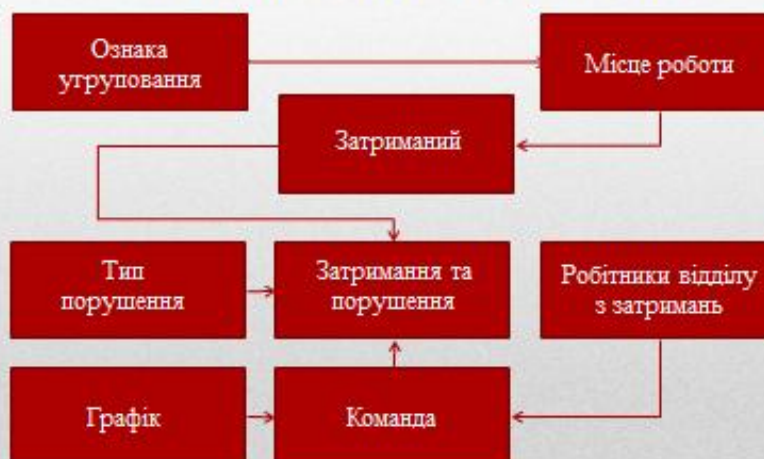 Ознака
угруповання
Місце роботи
Затриманий
Тип
порушення
Затримання та
порушення
Робітники відділу
з затримань
Графік
Команда